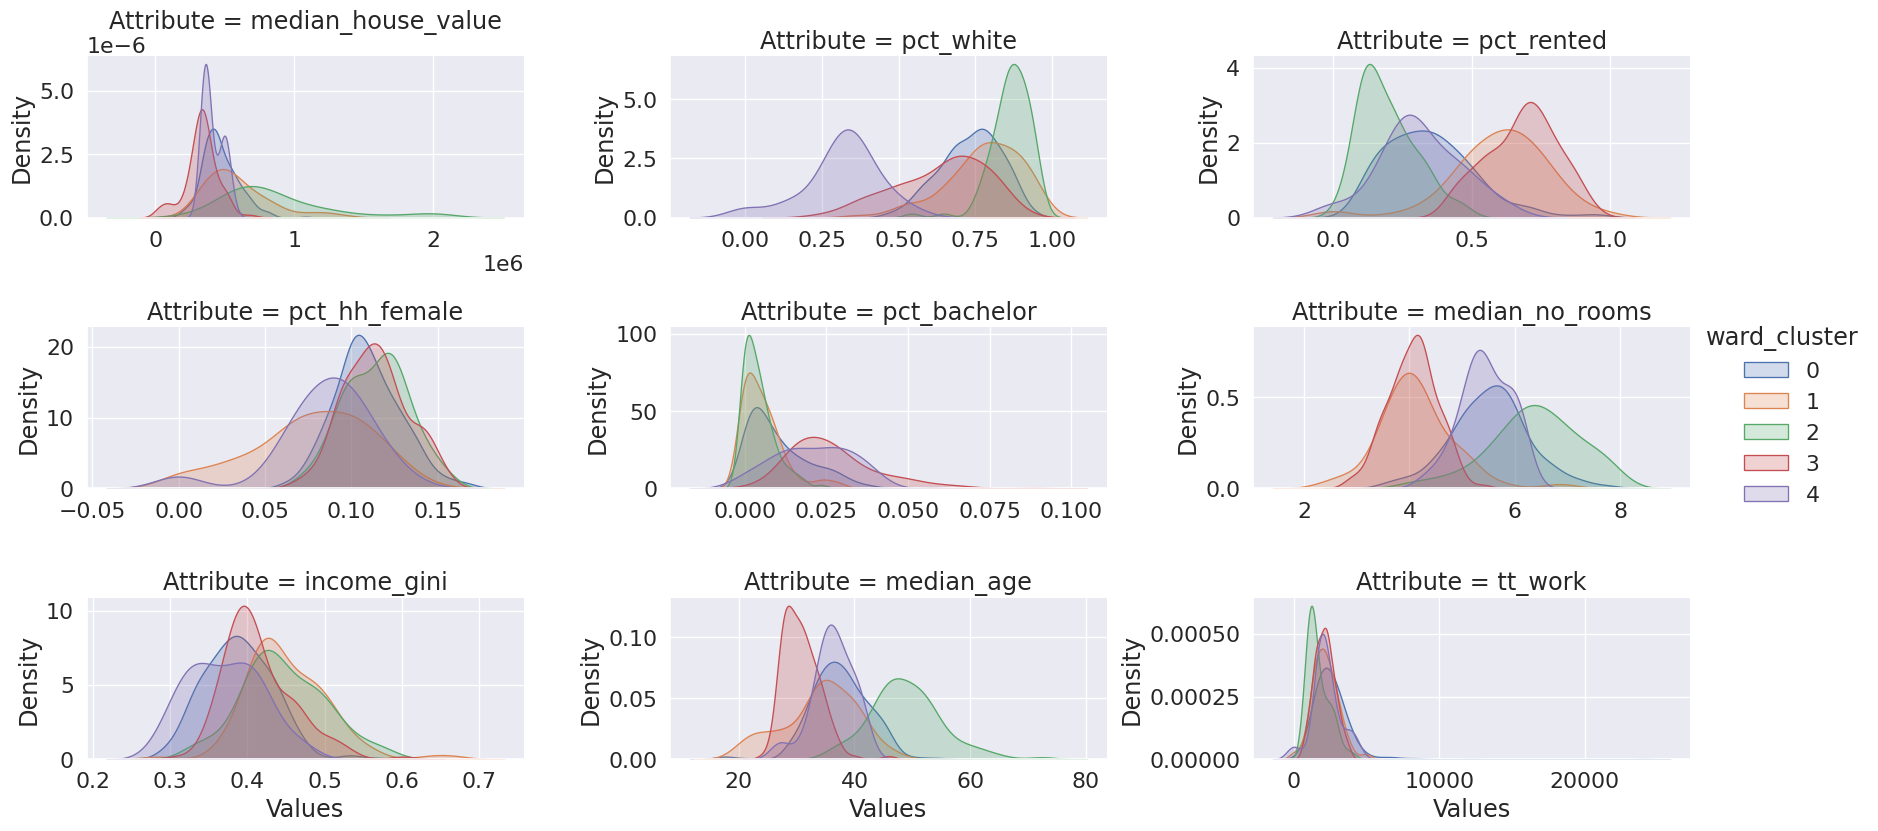 Attribute = median_house_value
1e−6
Density
5.0
2.5
0.0
0
1
2
1e6
Attribute = pct_white
Density
5.0
2.5
0.0
0.00
0.25
0.50
0.75
1.00
Attribute = pct_rented
Density
4
2
0
0.0
0.5
1.0
Attribute = pct_hh_female
Density
20
10
0
−0.05
0.00
0.05
0.10
0.15
Attribute = pct_bachelor
Density
100
50
0
0.000
0.025
0.050
0.075
0.100
Attribute = median_no_rooms
Density
0.5
0.0
2
4
6
8
ward_cluster
0
1
2
3
4
Attribute = income_gini
Density
10
5
0
0.2
0.3
0.4
0.5
0.6
0.7
Values
Attribute = median_age
Density
0.10
0.05
0.00
20
40
60
80
Values
Attribute = tt_work
Density
0.00050
0.00025
0.00000
0
10000
20000
Values